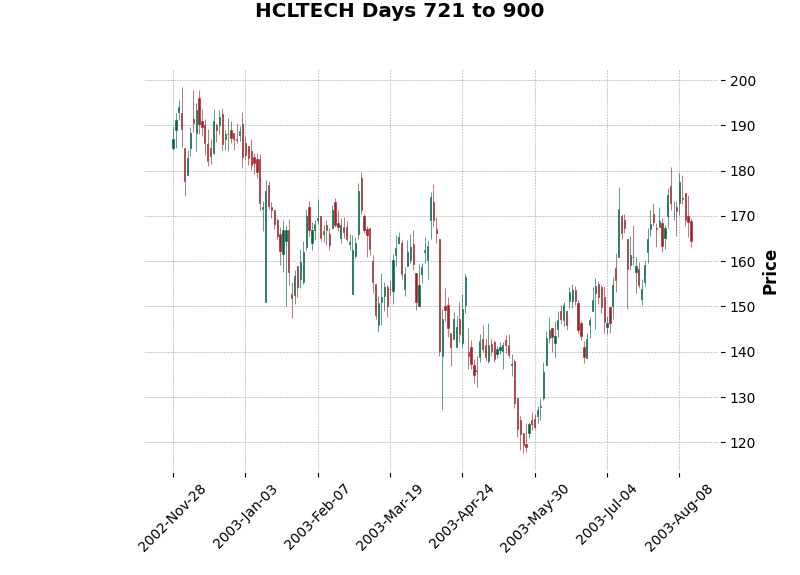 HCLTECH Days 721 to 900
200
190
180
170
160
150
140
130
120
Price
2002-Nov-28
2003-Jan-03
2003-Feb-07
2003-Mar-19
2003-Apr-24
2003-May-30
2003-Jul-04
2003-Aug-08